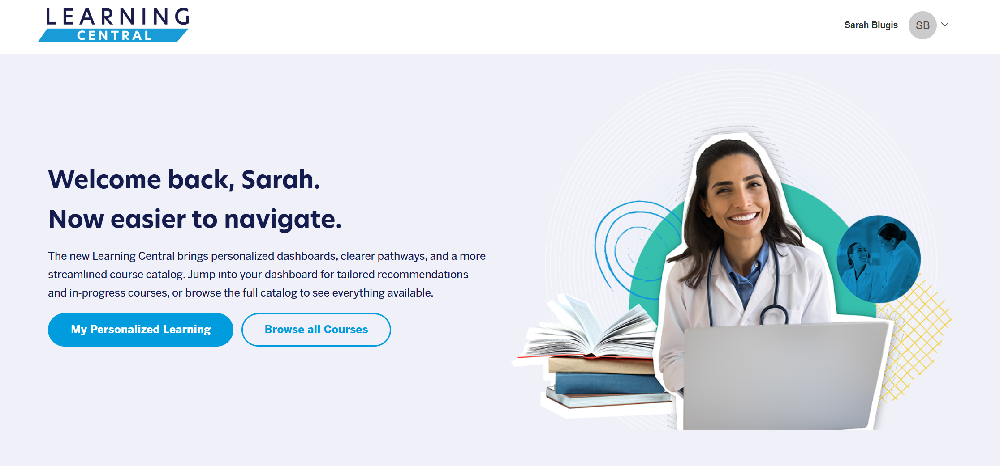 LEARNING
CENTRAL
Sarah Blugis
SB
Welcome back, Sarah.
Now easier to navigate.
The new Learning Central brings personalized dashboards, clearer pathways, and a more
streamlined course catalog. Jump into your dashboard for tailored recommendations
and in-progress courses, or browse the full catalog to see everything available.
My Personalized Learning
Browse all Courses